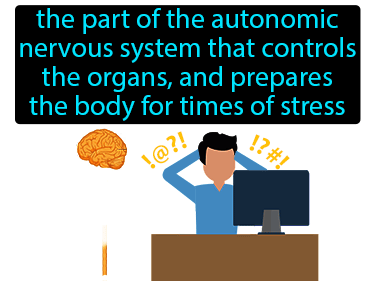 the part of the autonomic
nervous system that controls
the organs, and prepares
the body for times of stress
!@?!
!?#!